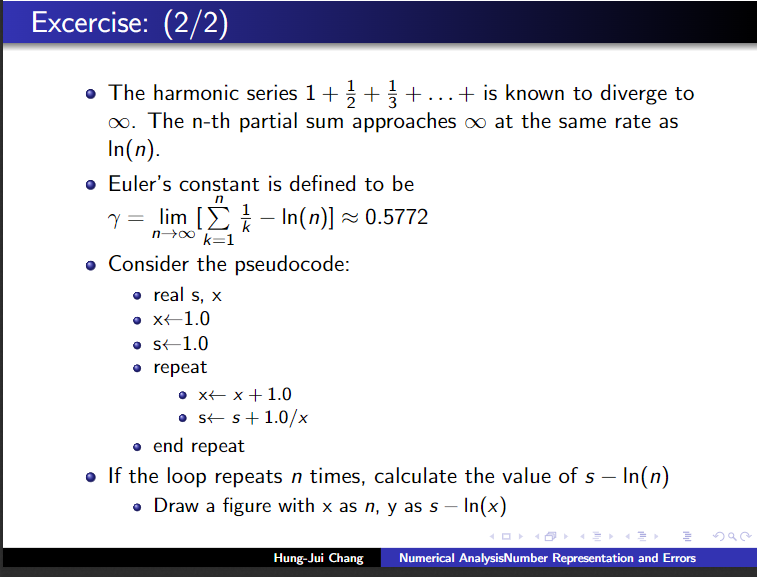 Excercise: (2/2)
The harmonic series 1 + 1/2 + 1/3 + . . . + is known to diverge to
∞. The n-th partial sum approaches ∞ at the same rate as
ln(n).
Euler's constant is defined to be
γ = lim n→∞ [ n ∑ k=1 1/k − ln(n)] ≈ 0.5772
Consider the pseudocode:
real s, x
x←1.0
s←1.0
repeat
x← x + 1.0
s← s + 1.0/x
end repeat
If the loop repeats n times, calculate the value of s − ln(n)
Draw a figure with x as n, y as s − ln(x)
Hung-Jui Chang Numerical AnalysisNumber Representation and Errors